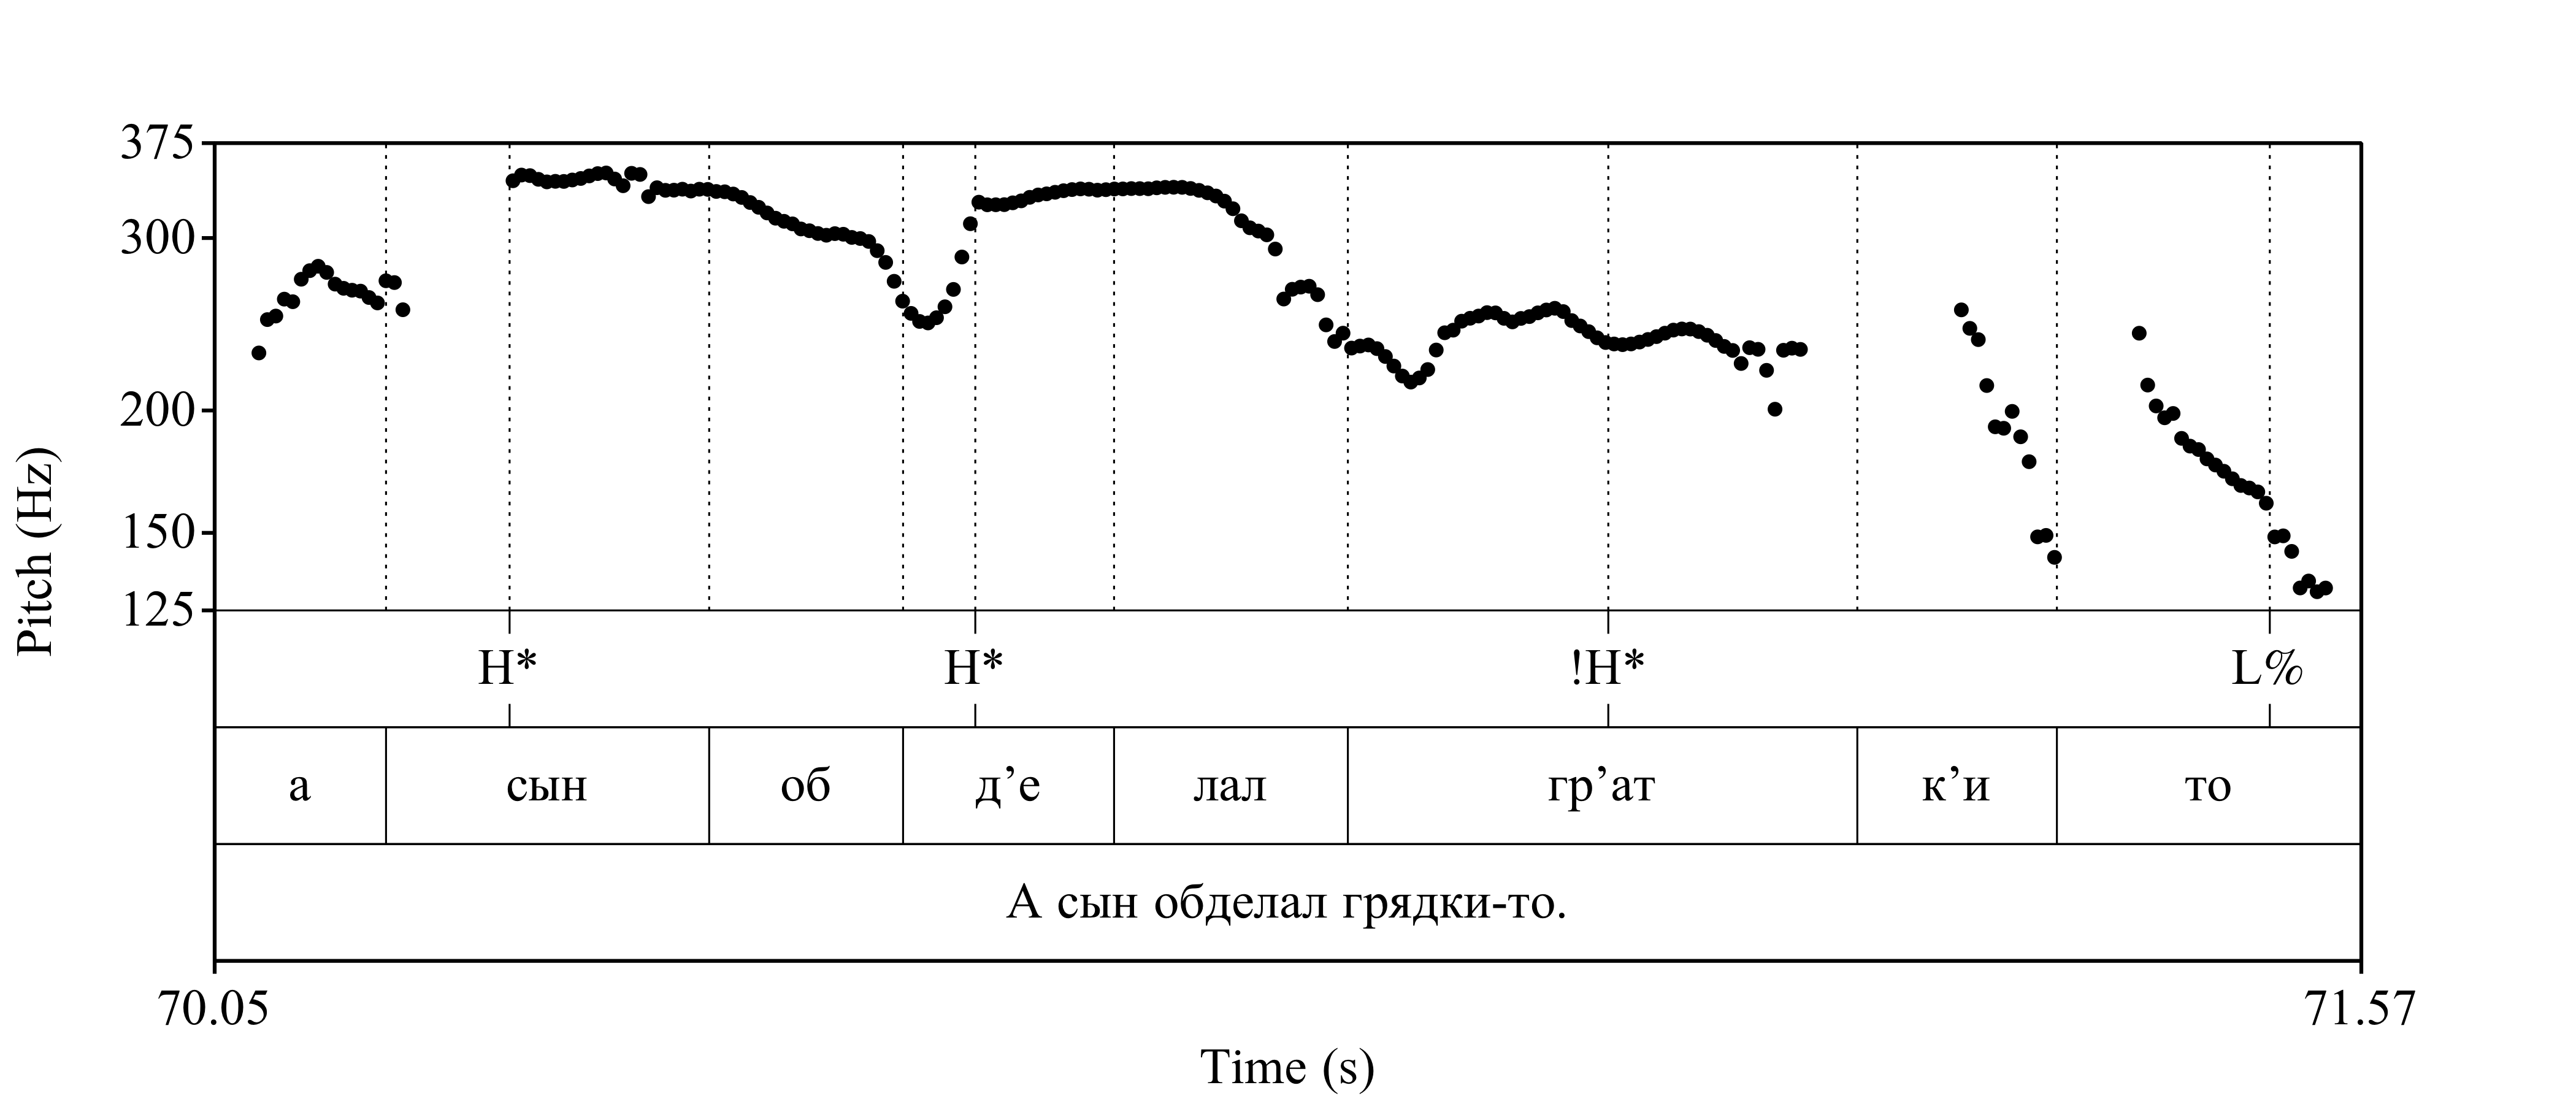 375
300
200
150
125
Pitch (Hz)
H* H* !H* L%
а сын об д’е лал гр’ат к’и то
А сын обделал грядки-то.
70.05 71.57
Time (s)